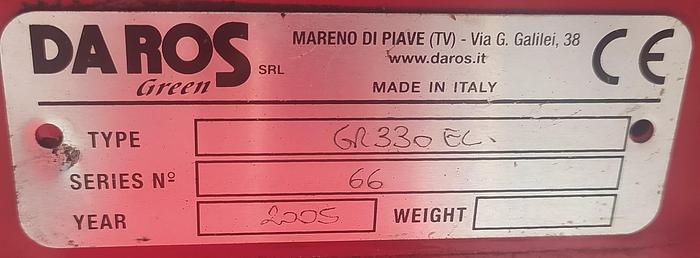 DA ROS
Green SRL
MARENO DI PIAVE (TV) - Via G. Galilei, 38
www.daros.it
MADE IN ITALY
CE
TYPE GR330 EL.
SERIES Nº 66
YEAR 2005 WEIGHT